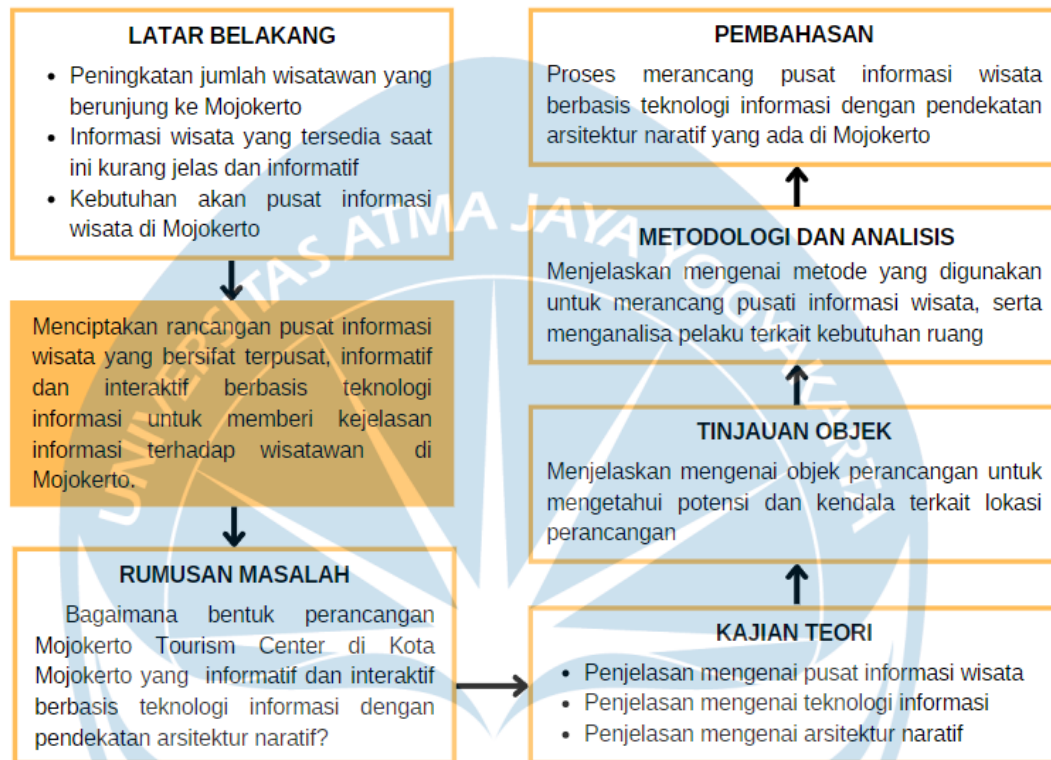 LATAR BELAKANG
• Peningkatan jumlah wisatawan yang
berunjung ke Mojokerto
• Informasi wisata yang tersedia saat
ini kurang jelas dan informatif
• Kebutuhan akan pusat informasi
wisata di Mojokerto
Menciptakan rancangan pusat informasi
wisata yang bersifat terpusat, informatif
dan interaktif berbasis teknologi
informasi untuk memberi kejelasan
informasi terhadap wisatawan di
Mojokerto.
RUMUSAN MASALAH
Bagaimana bentuk perancangan
Mojokerto Tourism Center di Kota
Mojokerto yang informatif dan interaktif
berbasis teknologi informasi dengan
pendekatan arsitektur naratif?
KAJIAN TEORI
• Penjelasan mengenai pusat informasi wisata
• Penjelasan mengenai teknologi informasi
• Penjelasan mengenai arsitektur naratif
TINJAUAN OBJEK
Menjelaskan mengenai objek perancangan untuk
mengetahui potensi dan kendala terkait lokasi
perancangan
METODOLOGI DAN ANALISIS
Menjelaskan mengenai metode yang digunakan
untuk merancang pusati informasi wisata, serta
menganalisa pelaku terkait kebutuhan ruang
PEMBAHASAN
Proses merancang pusat informasi wisata
berbasis teknologi informasi dengan pendekatan
arsitektur naratif yang ada di Mojokerto
UNIVERSITAS ATMA JAYA YOGYAKARTA